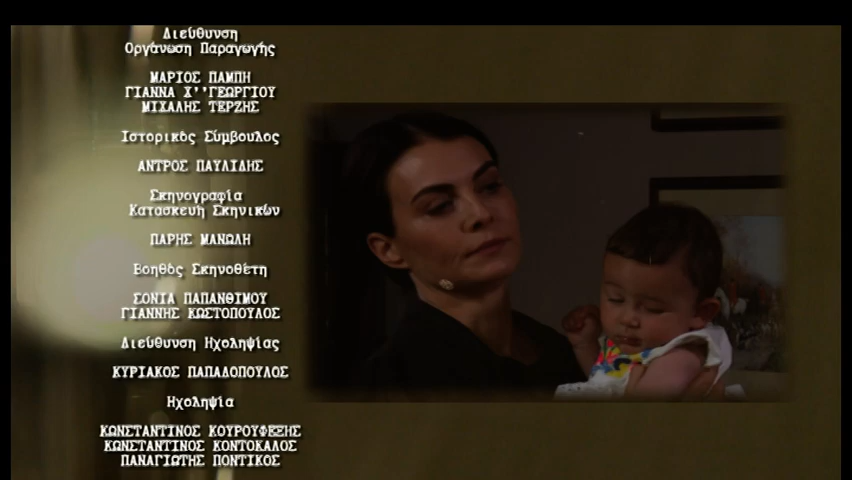 Διεύθυνση
Οργάνωση Παραγωγής
ΜΑΡΙΟΣ ΠΑΜΠΗ
ΓΙΑΝΝΑ Χ''ΓΕΩΡΓΙΟΥ
ΜΙΧΑΛΗΣ ΤΕΡΖΗΣ
Ιστορικός Σύμβουλος
ΑΝΤΡΟΣ ΠΑΥΛΙΔΗΣ
Σκηνογραφία
Κατασκευή Σκηνικών
ΠΑΡΗΣ ΜΑΝΩΛΗ
Βοηθός Σκηνοθέτη
ΣΟΝΙΑ ΠΑΠΑΝΘΙΜΟΥ
ΓΙΑΝΝΗΣ ΚΩΣΤΟΠΟΥΛΟΣ
Διεύθυνση Ηχοληψίας
ΚΥΡΙΑΚΟΣ ΠΑΠΑΔΟΠΟΥΛΟΣ
Ηχοληψία
ΚΩΝΣΤΑΝΤΙΝΟΣ ΚΟΥΡΟΥΦΕΞΗΣ
ΚΩΝΣΤΑΝΤΙΝΟΣ ΚΟΝΤΟΚΑΛΟΣ
ΠΑΝΑΓΙΩΤΗΣ ΠΟΝΤΙΚΟΣ